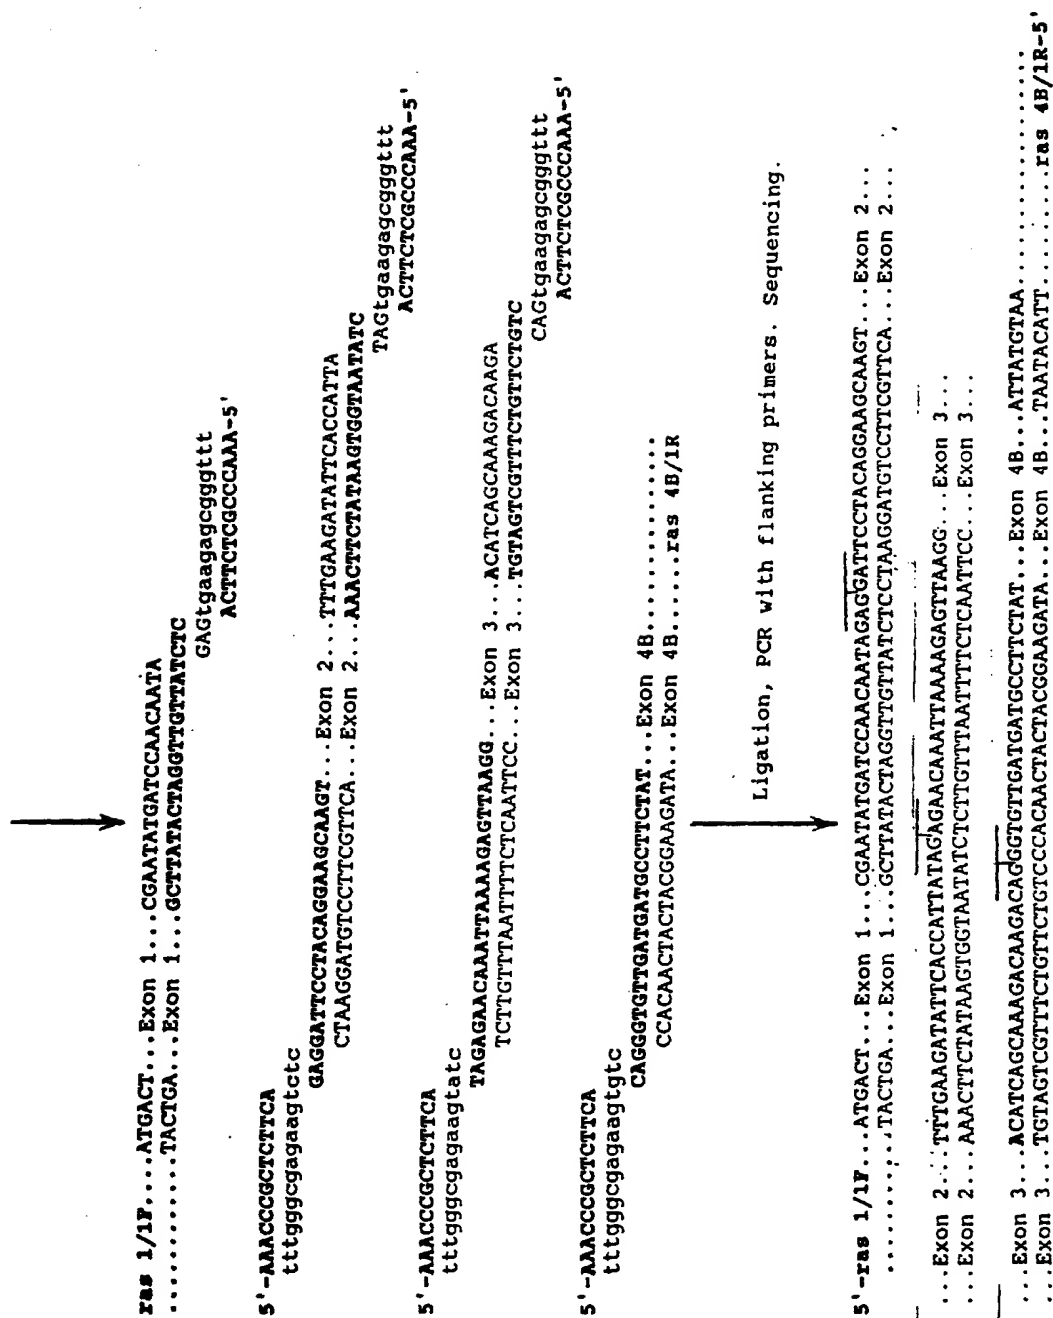 ras 1/1F.....ATGACT...Exon 1...CGAATATGATCCAACAATA
............TACTGA...Exon 1...GCTTATACTAGGTTGTTATCTC
GAGtgaagagcgggttt
ACTTCTCGCCCAAA-5'
5'-AAACCCGCTCTTCA
tttgggcgagaagtctc
GAGGATTCCTACAGGAAGCAAGT...Exon 2...TTTGAAGATATTCACCATTA
CTAAGGATGTCCTTCGTTCA...Exon 2...AAACTTCTATAAGTGGTAATATC
TAGtgaagagcgggttt
ACTTCTCGCCCAAA-5'
5'-AAACCCGCTCTTCA
tttgggcgagaagtatc
TAGAGAACAAATTAAAAGAGTTAAGG...Exon 3...ACATCAGCAAAGACAAGA
TCTTGTTTAATTTTCTCAATTCC...Exon 3...TGTAGTCGTTTCTGTTCTGTC
CAGtgaagagcgggttt
ACTTCTCGCCCAAA-5'
5'-AAACCCGCTCTTCA
tttgggcgagaagtgtc
CAGGGTGTTGATGATGCCTTCTAT...Exon 4B...............
CCACAACTACTACGGAAGATA...Exon 4B......ras 4B/1R
Ligation, PCR with flanking primers. Sequencing.
5'-ras 1/1F...ATGACT...Exon 1...CGAATATGATCCAACAATAGAGGATTCCTACAGGAAGCAAGT...Exon 2...
............TACTGA...Exon 1...GCTTATACTAGGTTGTTATCTCCTAAGGATGTCCTTCGTTCA...Exon 2...
...Exon 2...TTTGAAGATATTCACCATTATAGAGAACAAATTAAAAGAGTTAAGG...Exon 3...
...Exon 2...AAACTTCTATAAGTGGTAATATCTCTTGTTTAATTTTCTCAATTCC...Exon 3...
...Exon 3...ACATCAGCAAAGACAAGACAGGGTGTTGATGATGCCTTCTAT...Exon 4B...ATTATGTAA..................
...Exon 3...TGTAGTCGTTTCTGTTCTGTCCCACAACTACTACGGAAGATA...Exon 4B...TAATACATT.......ras 4B/1R-5'